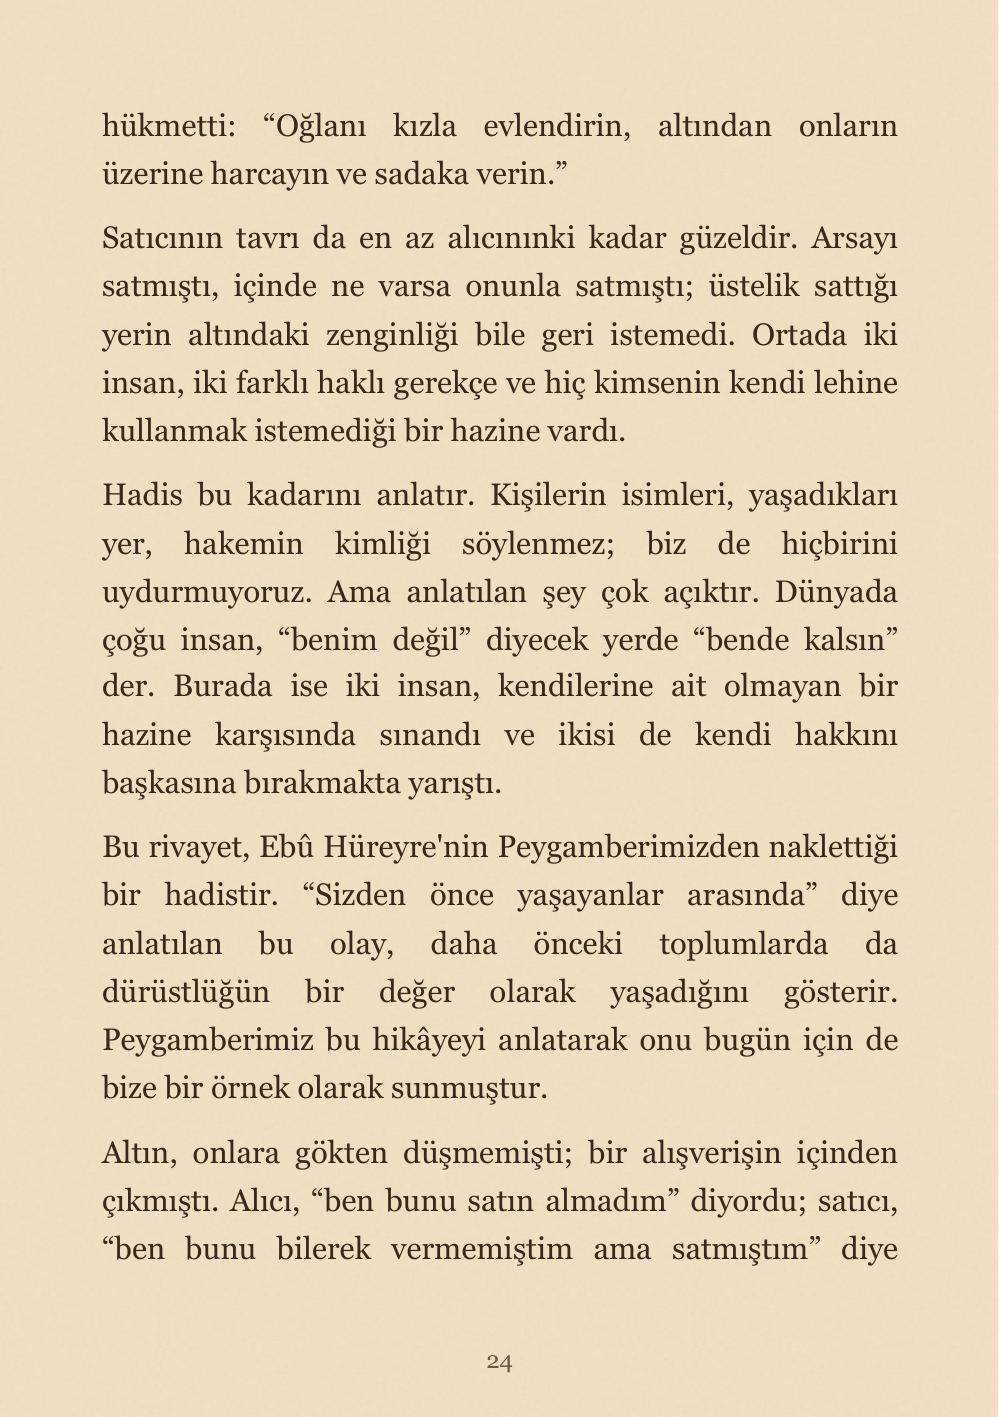 hükmetti: “Oğlanı kızla evlendirin, altından onların
üzerine harcayın ve sadaka verin.”
Satıcının tavrı da en az alıcınınki kadar güzeldir. Arsayı
satmıştı, içinde ne varsa onunla satmıştı; üstelik sattığı
yerin altındaki zenginliği bile geri istemedi. Ortada iki
insan, iki farklı haklı gerekçe ve hiç kimsenin kendi lehine
kullanmak istemediği bir hazine vardı.
Hadis bu kadarını anlatır. Kişilerin isimleri, yaşadıkları
yer, hakemin kimliği söylenmez; biz de hiçbirini
uydurmuyoruz. Ama anlatılan şey çok açıktır. Dünyada
çoğu insan, “benim değil” diyecek yerde “bende kalsın”
der. Burada ise iki insan, kendilerine ait olmayan bir
hazine karşısında sınandı ve ikisi de kendi hakkını
başkasına bırakmakta yarıştı.
Bu rivayet, Ebû Hüreyre'nin Peygamberimizden naklettiği
bir hadistir. “Sizden önce yaşayanlar arasında” diye
anlatılan bu olay, daha önceki toplumlarda da
dürüstlüğün bir değer olarak yaşadığını gösterir.
Peygamberimiz bu hikâyeyi anlatarak onu bugün için de
bize bir örnek olarak sunmuştur.
Altın, onlara gökten düşmemişti; bir alışverişin içinden
çıkmıştı. Alıcı, “ben bunu satın almadım” diyordu; satıcı,
“ben bunu bilerek vermemiştim ama satmıştım” diye
24